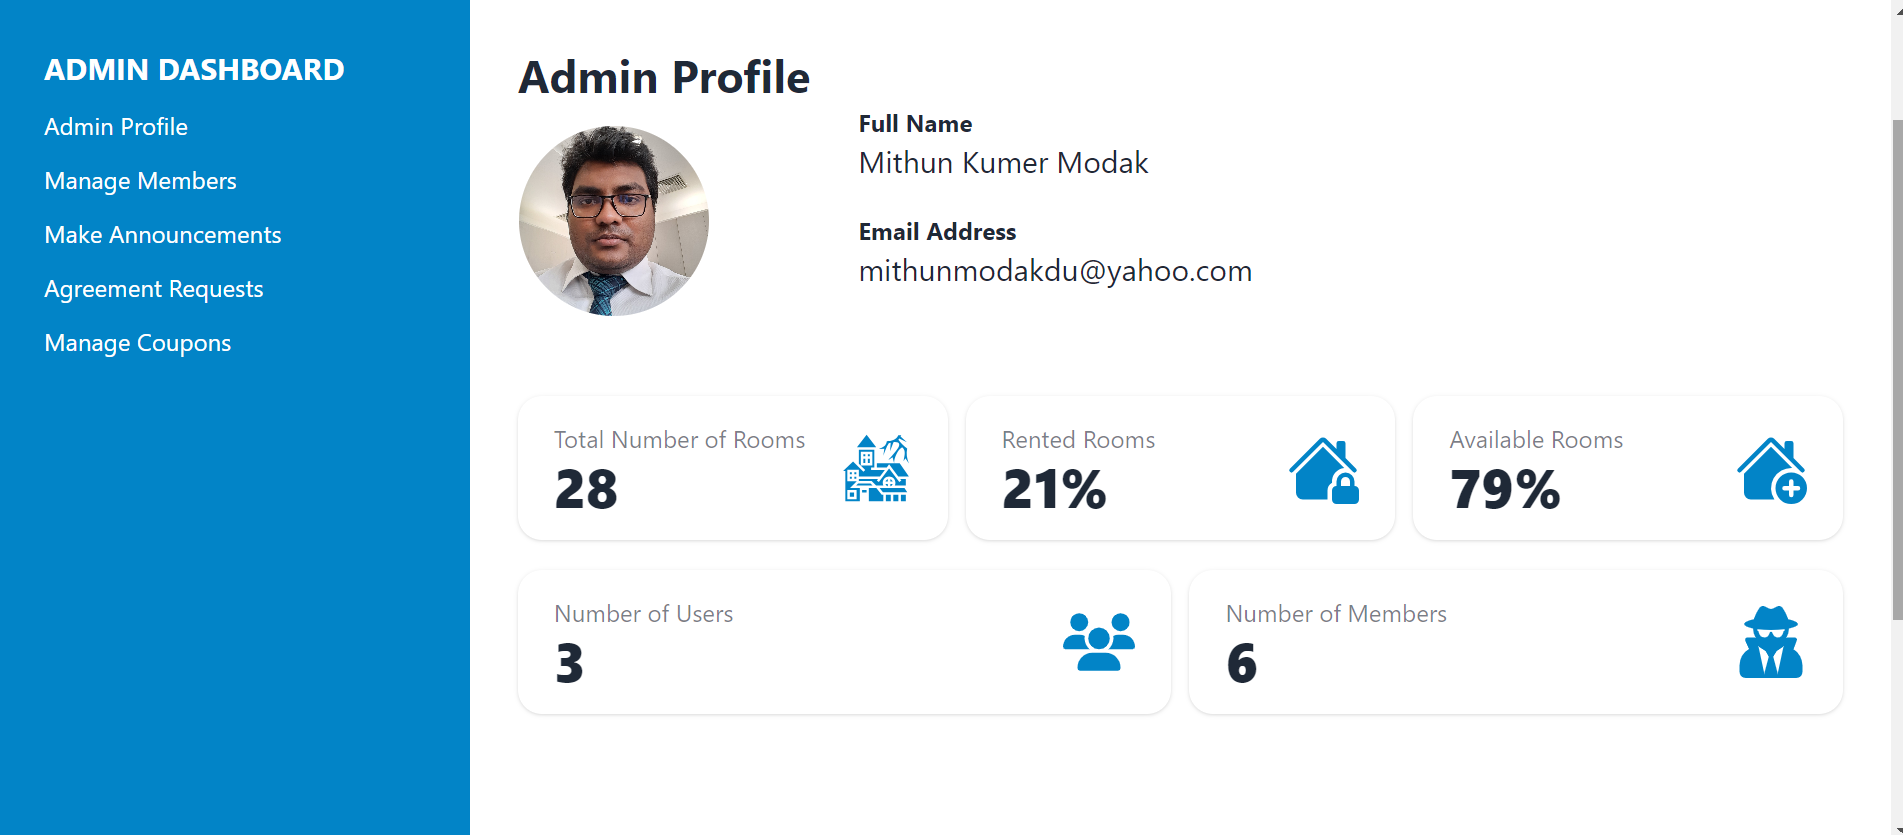 ADMIN DASHBOARD
Admin Profile
Manage Members
Make Announcements
Agreement Requests
Manage Coupons
Admin Profile
Full Name
Mithun Kumer Modak
Email Address
mithunmodakdu@yahoo.com
Total Number of Rooms
28
Rented Rooms
21%
Available Rooms
79%
Number of Users
3
Number of Members
6